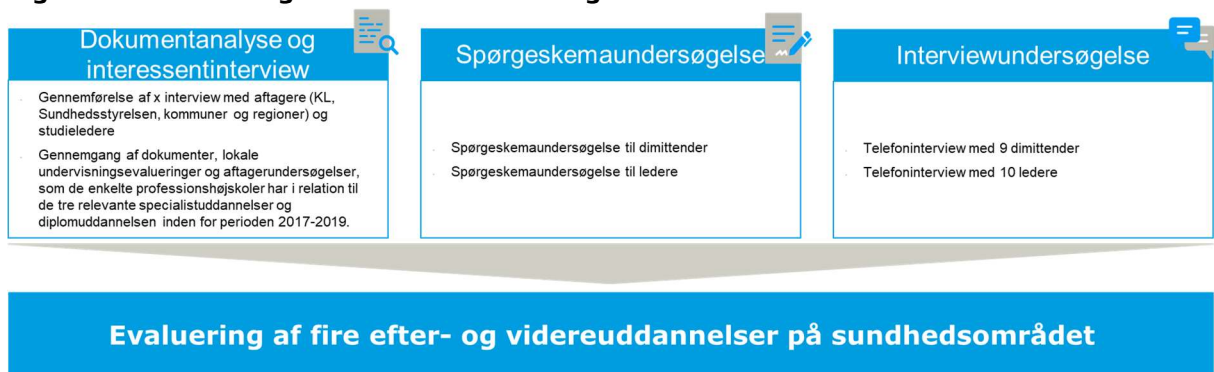 Dokumentanalyse og
interessentinterview
Gennemførelse af x interview med aftagere (KL,
Sundhedsstyrelsen, kommuner og regioner) og
studieledere
Gennemgang af dokumenter, lokale
undervisningsevalueringer og aftagerundersøgelser,
som de enkelte professionshøjskoler har i relation til
de tre relevante specialistuddannelser og
diplomuddannelsen inden for perioden 2017-2019.
Spørgeskemaundersøgelse
Spørgeskemaundersøgelse til dimittender
Spørgeskemaundersøgelse til ledere
Interviewundersøgelse
Telefoninterview med 9 dimittender
Telefoninterview med 10 ledere
Evaluering af fire efter- og videreuddannelser på sundhedsområdet